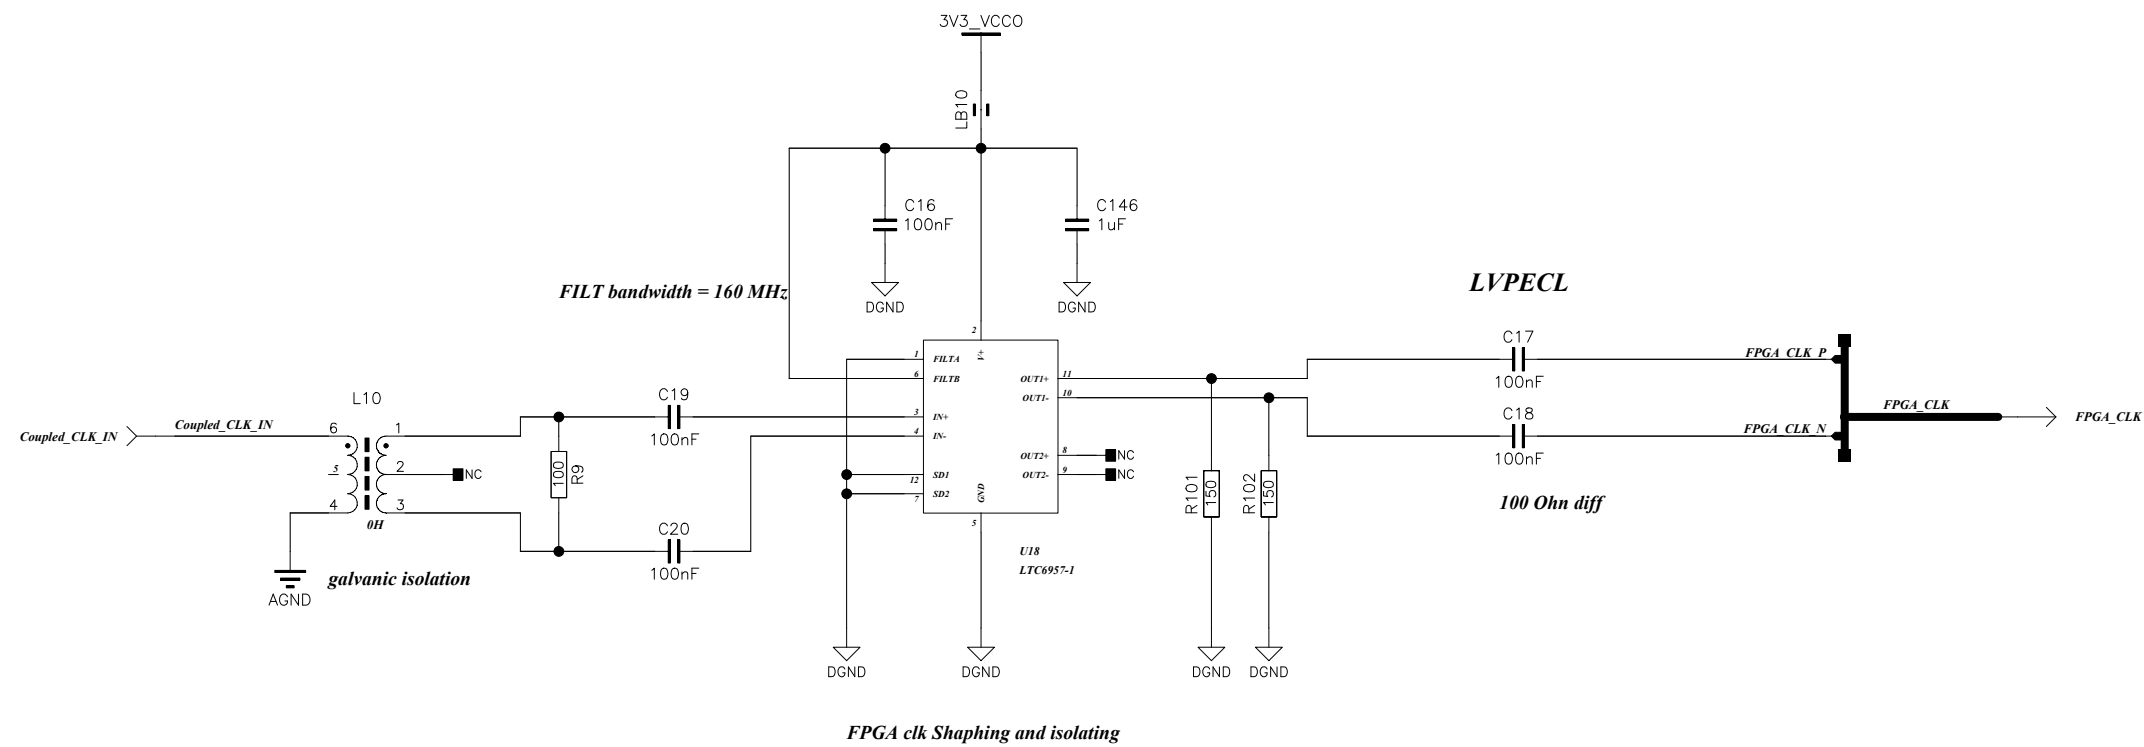 3V3_VCCO
LB10
C16
100nF
C146
1uF
DGND
DGND
FILT bandwidth = 160 MHz
LVPECL
2
V+
1
FILTA
6
FILTB
3
IN+
4
IN-
SD1
12
SD2
7
GND
5
OUT1+
11
OUT1-
10
OUT2+
8
NC
OUT2-
9
NC
U18
LTC6957-1
C17
100nF
FPGA_CLK_P
C18
100nF
FPGA_CLK_N
FPGA_CLK
FPGA_CLK
L10
C19
100nF
Coupled_CLK_IN
Coupled_CLK_IN
6
1
5
2
NC
4
3
0H
100
R9
C20
100nF
galvanic isolation
AGND
R101
150
R102
150
100 Ohn diff
DGND
DGND
DGND
DGND
FPGA clk Shaphing and isolating